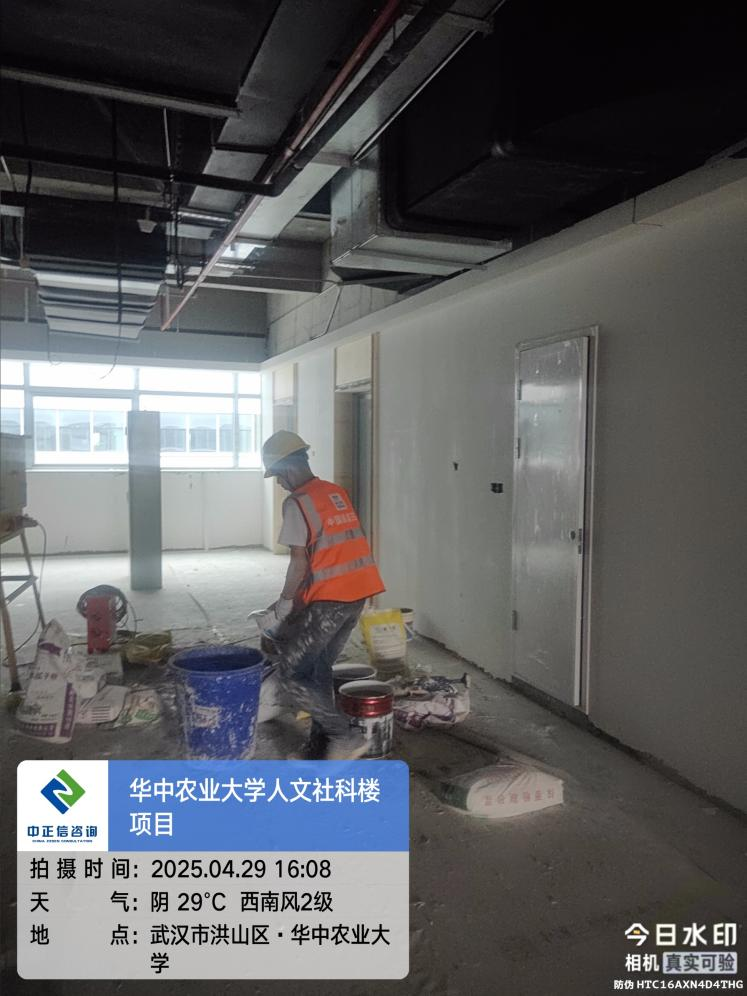 中正信咨询
CHINA ZEXIN CONSULTANCY
华中农业大学人文社科楼
项目
拍摄时间：2025.04.29 16:08
天气：阴 29℃ 西南风2级
地点：武汉市洪山区·华中农业大
学
今日水印
相机 真实可验
防伪 HTC16AXN4D4THG